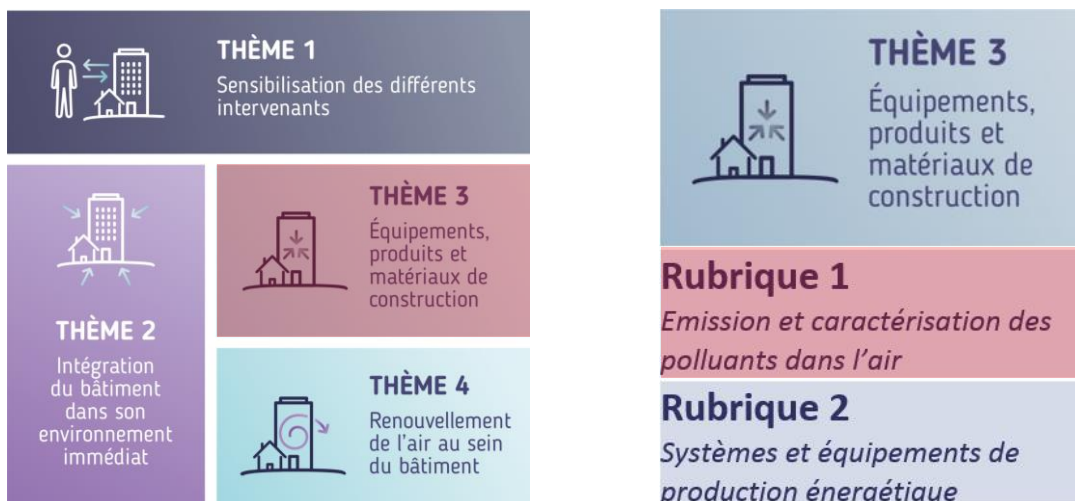 THÈME 1
Sensibilisation des différents
intervenants
THÈME 2
Intégration
du bâtiment
dans son
environnement
immédiat
THÈME 3
Équipements,
produits et
matériaux de
construction
THÈME 4
Renouvellement
de l'air au sein
du bâtiment
THÈME 3
Équipements,
produits et
matériaux de
construction
Rubrique 1
Emission et caractérisation des
polluants dans l'air
Rubrique 2
Systèmes et équipements de
production énergétique